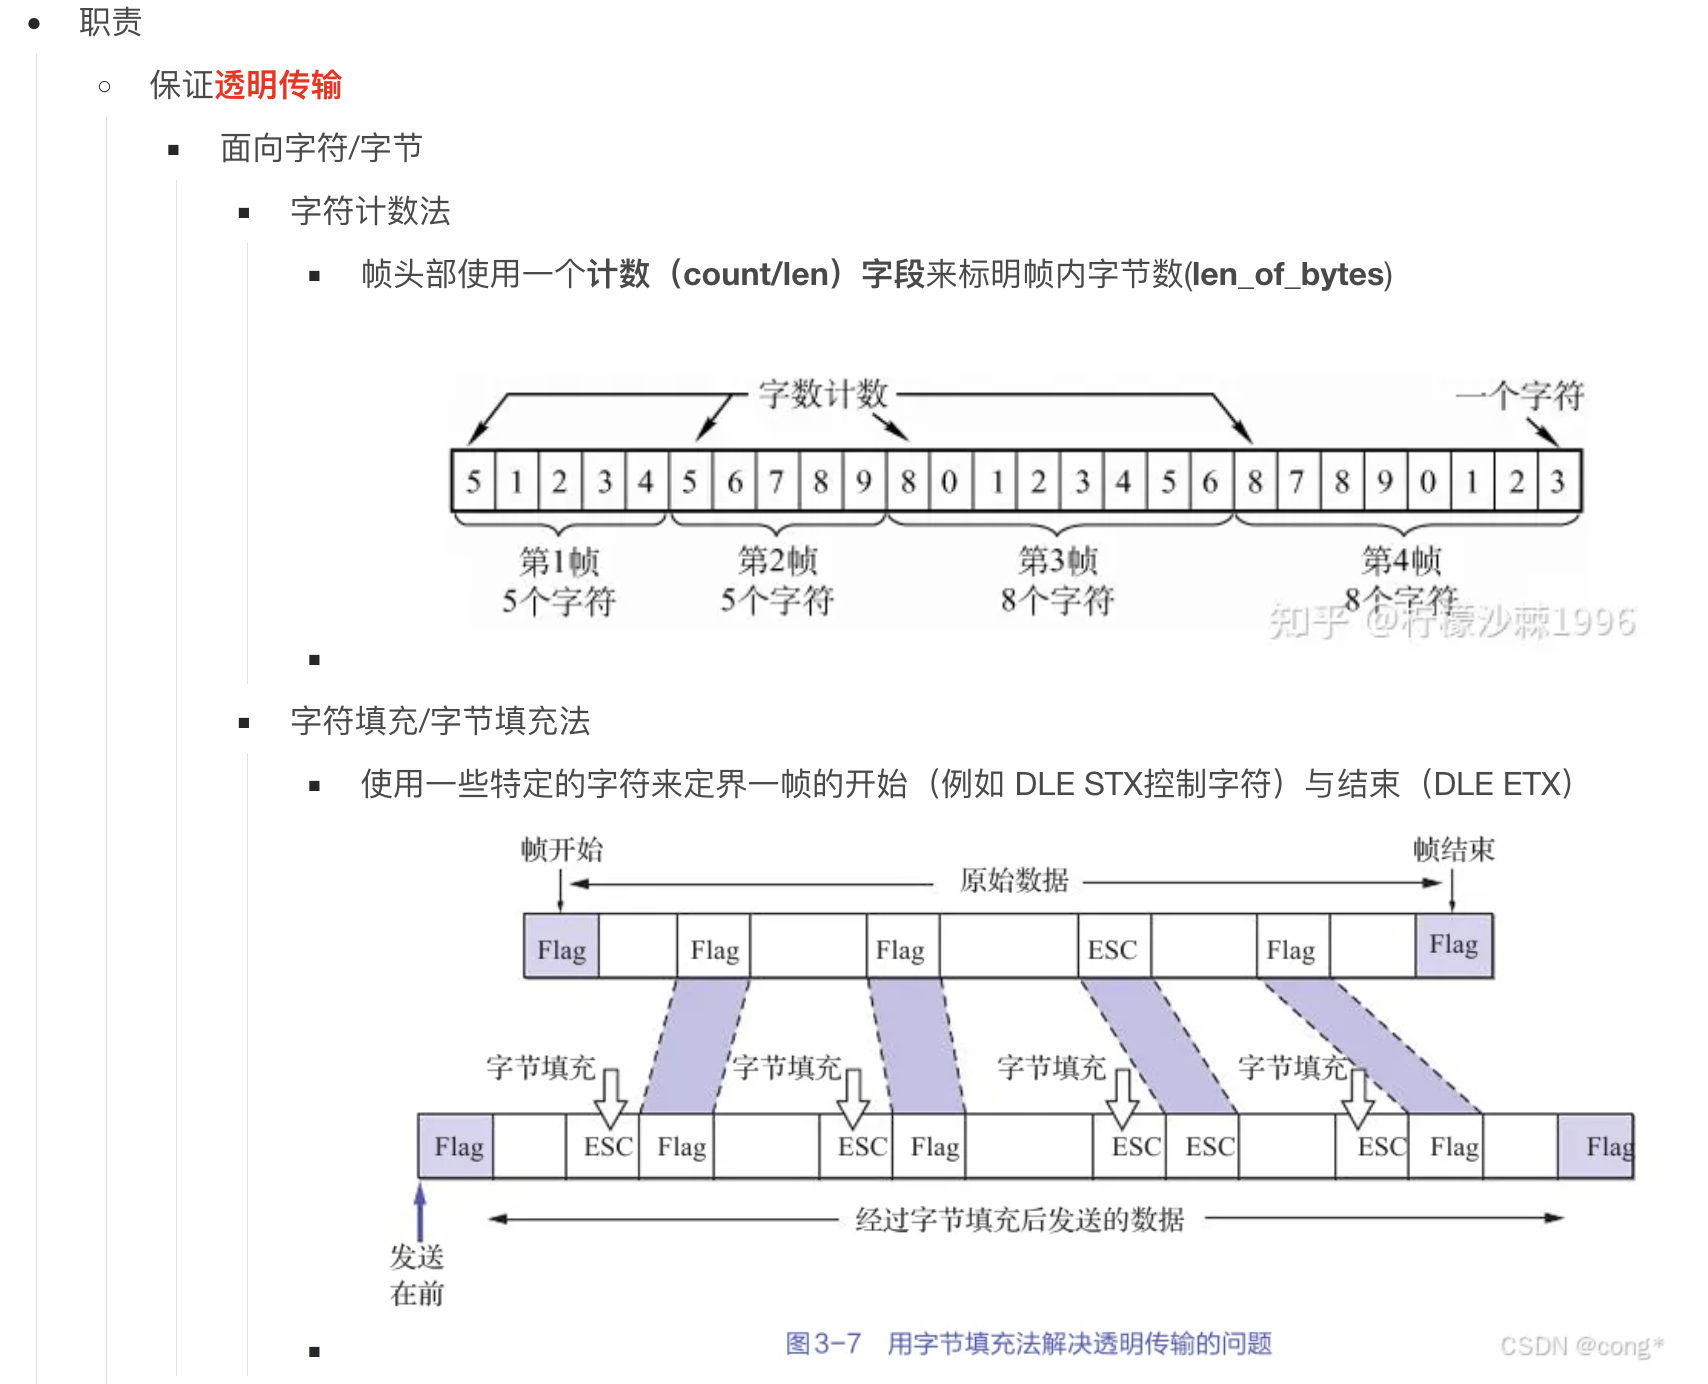 职责
保证透明传输
面向字符/字节
字符计数法
帧头部使用一个计数（count/len）字段来标明帧内字节数(len_of_bytes)
字数计数 一个字符
5 1 2 3 4 5 6 7 8 9 8 0 1 2 3 4 5 6 8 7 8 9 0 1 2 3
第1帧 第2帧 第3帧 第4帧
5个字符 5个字符 8个字符 8个字符
知乎 @柠檬沙棘1996
字符填充/字节填充法
使用一些特定的字符来定界一帧的开始（例如 DLE STX控制字符）与结束（DLE ETX）
帧开始 帧结束
原始数据
Flag Flag Flag ESC Flag Flag
字节填充 字节填充 字节填充 字节填充
Flag ESC Flag ESC Flag ESC ESC ESC Flag Flag
经过字节填充后发送的数据
发送
在前
图3-7 用字节填充法解决透明传输的问题
CSDN @cong*